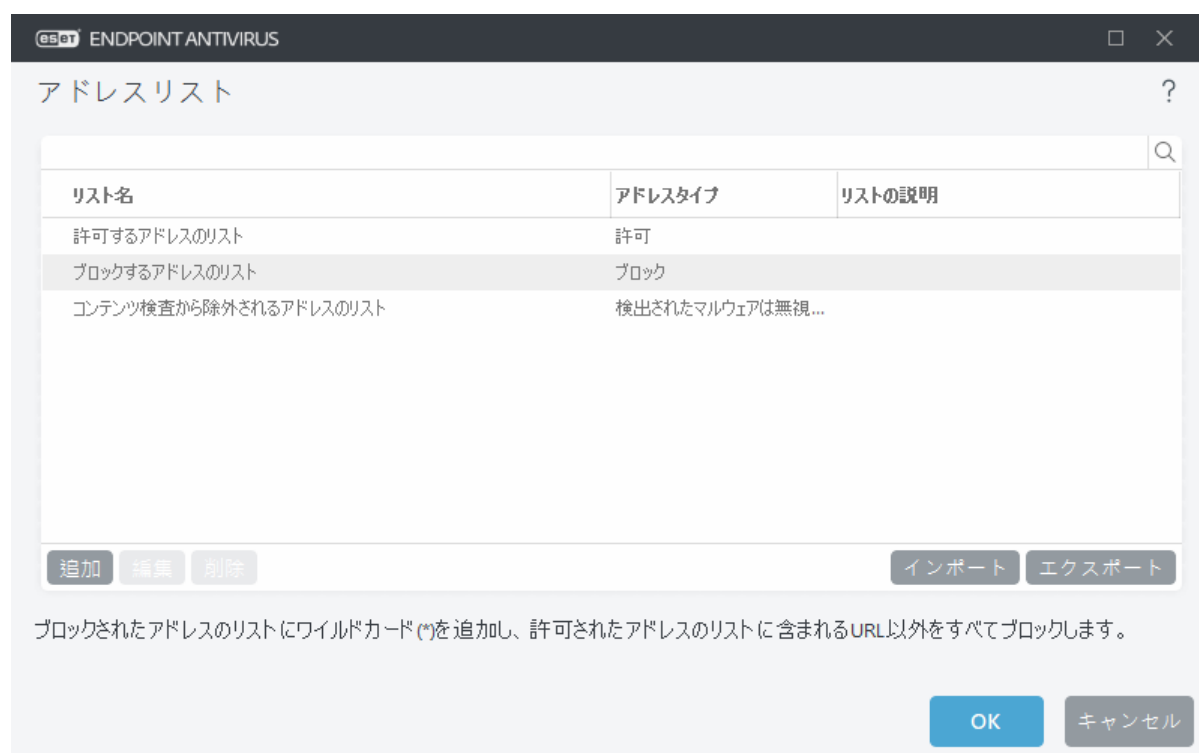 eset ENDPOINT ANTIVIRUS
アドレスリスト
?
リスト名 アドレスタイプ リストの説明
許可するアドレスのリスト 許可
ブロックするアドレスのリスト ブロック
コンテンツ検査から除外されるアドレスのリスト 検出されたマルウェアは無視...
追加 編集 削除 インポート エクスポート
ブロックされたアドレスのリストにワイルドカード(*)を追加し、許可されたアドレスのリストに含まれるURL以外をすべてブロックします。
OK キャンセル